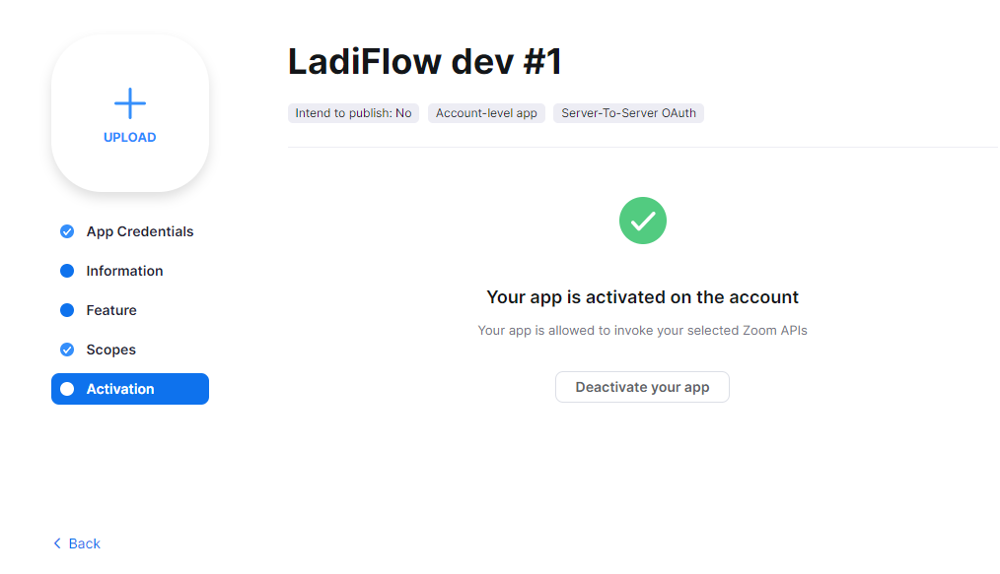 LadiFlow dev #1
UPLOAD
Intend to publish: No Account-level app Server-To-Server OAuth
App Credentials
Information
Feature
Scopes
Activation
Your app is activated on the account
Your app is allowed to invoke your selected Zoom APIs
Deactivate your app
Back